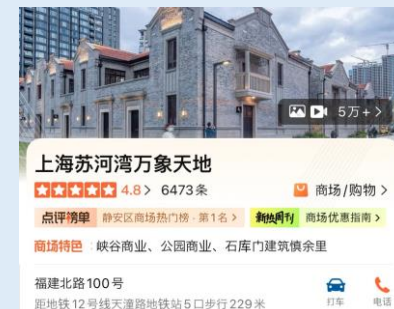 5万+ >
上海苏河湾万象天地
4.8 > 6473条 商场/购物 >
点评榜单 静安区商场热门榜·第1名 > 新热周刊 商场优惠指南 >
商场特色 峡谷商业、公园商业、石库门建筑慎余里
福建北路100号
距地铁12号线天潼路地铁站5口步行229米
打车 电话